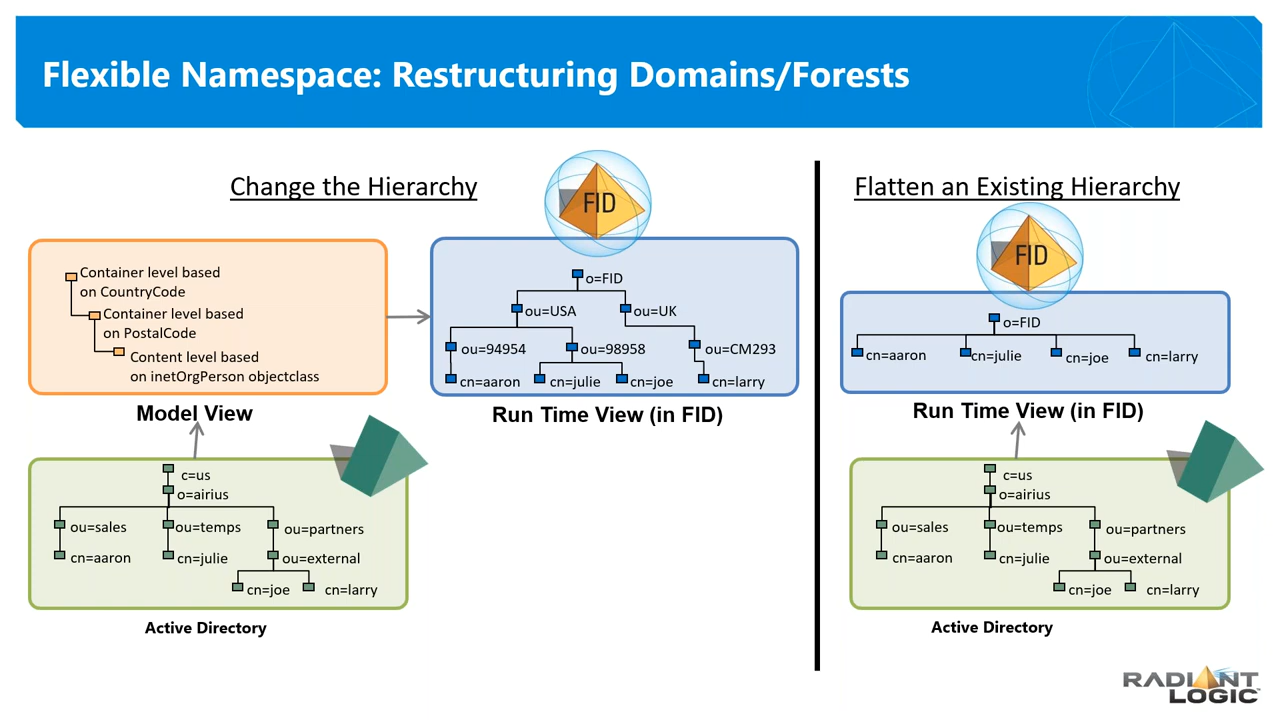 Flexible Namespace: Restructuring Domains/Forests
Change the Hierarchy
FID
Container level based
on CountryCode
Container level based
on PostalCode
Content level based
on inetOrgPerson objectclass
Model View
o=FID
ou=USA
ou=UK
ou=94954
ou=98958
ou=CM293
cn=aaron
cn=julie
cn=joe
cn=larry
Run Time View (in FID)
c=us
o=airius
ou=sales
ou=temps
ou=partners
cn=aaron
cn=julie
ou=external
cn=joe
cn=larry
Active Directory
Flatten an Existing Hierarchy
FID
o=FID
cn=aaron
cn=julie
cn=joe
cn=larry
Run Time View (in FID)
c=us
o=airius
ou=sales
ou=temps
ou=partners
cn=aaron
cn=julie
ou=external
cn=joe
cn=larry
Active Directory
RADIANT
LOGIC